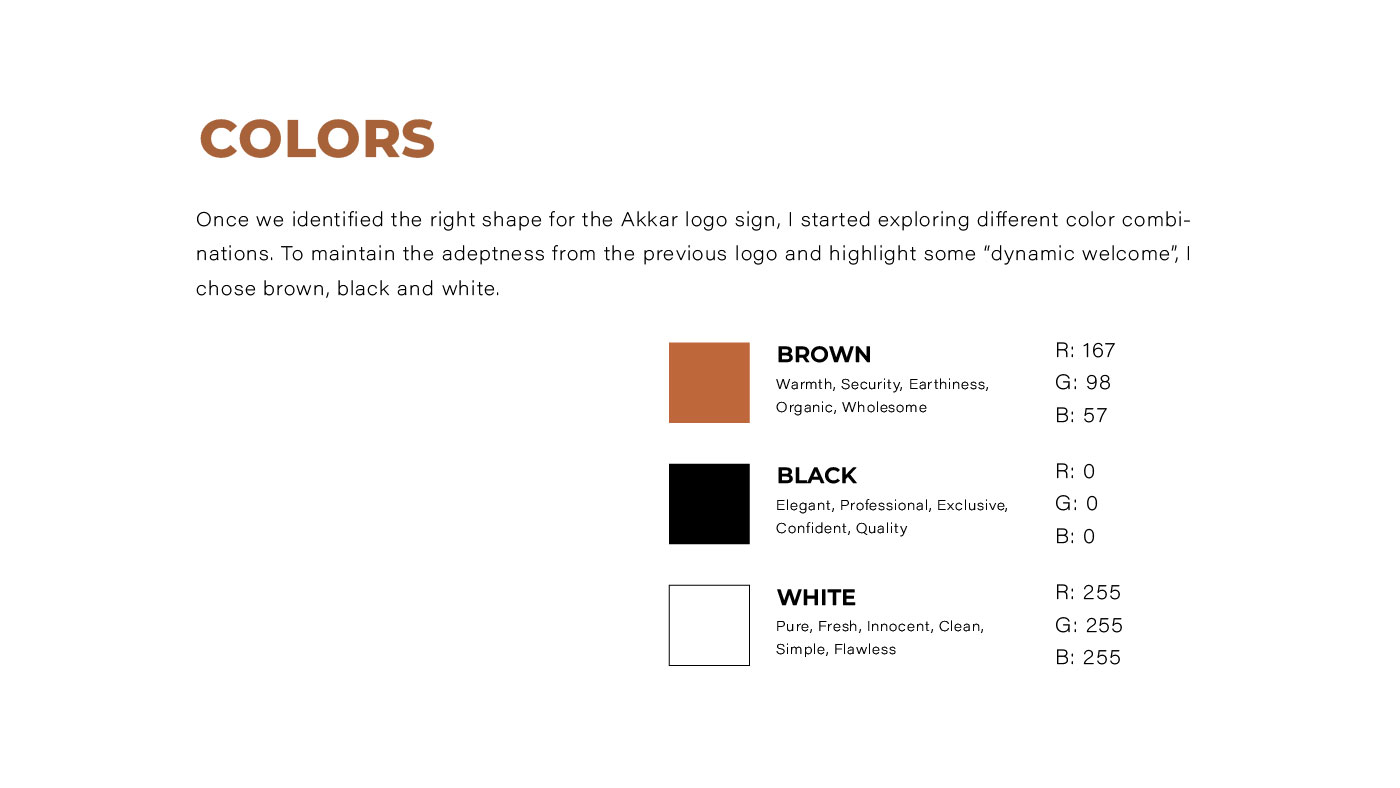 COLORS
Once we identified the right shape for the Akkar logo sign, I started exploring different color combi-
nations. To maintain the adeptness from the previous logo and highlight some “dynamic welcome”, I
chose brown, black and white.
BROWN
Warmth, Security, Earthiness,
Organic, Wholesome
R: 167
G: 98
B: 57
BLACK
Elegant, Professional, Exclusive,
Confident, Quality
R: 0
G: 0
B: 0
WHITE
Pure, Fresh, Innocent, Clean,
Simple, Flawless
R: 255
G: 255
B: 255